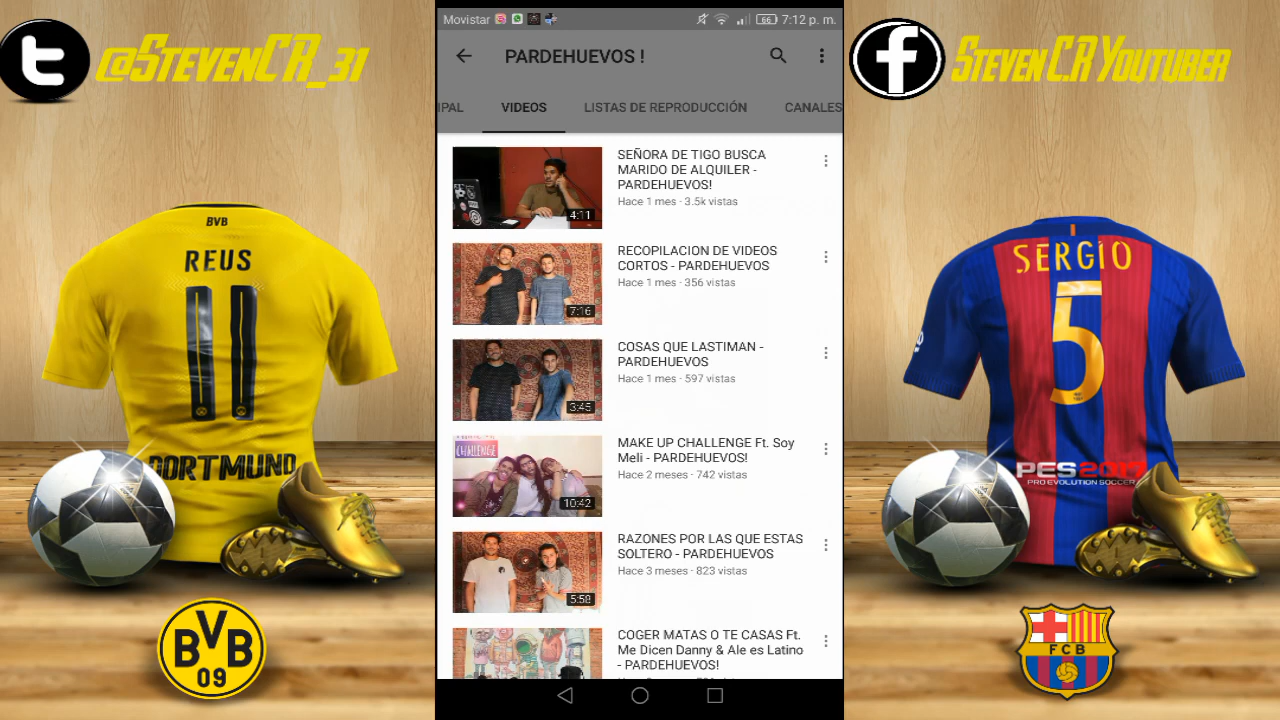 @StevenCR_31
BVB
REUS
11
DORTMUND
BVB
09
Movistar
66
7:12 p. m.
PARDEHUEVOS !
IPAL
VIDEOS
LISTAS DE REPRODUCCIÓN
CANALES
4:11
SEÑORA DE TIGO BUSCA
MARIDO DE ALQUILER -
PARDEHUEVOS!
Hace 1 mes · 3.5k vistas
7:16
RECOPILACION DE VIDEOS
CORTOS - PARDEHUEVOS
Hace 1 mes · 356 vistas
3:45
COSAS QUE LASTIMAN -
PARDEHUEVOS
Hace 1 mes · 597 vistas
CHALLENGE
10:42
MAKE UP CHALLENGE Ft. Soy
Meli - PARDEHUEVOS!
Hace 2 meses · 742 vistas
5:58
RAZONES POR LAS QUE ESTAS
SOLTERO - PARDEHUEVOS
Hace 3 meses · 823 vistas
COGER MATAS O TE CASAS Ft.
Me Dicen Danny & Ale es Latino
- PARDEHUEVOS!
StevenC.R Youtuber
SERGIO
5
PES2017
PRO EVOLUTION SOCCER
FCB